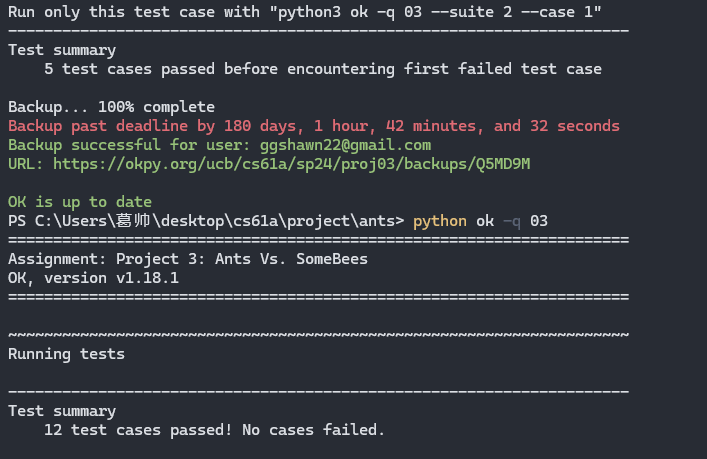 Run only this test case with "python3 ok -q 03 --suite 2 --case 1"
---------------------------------------------------------------------
Test summary
    5 test cases passed before encountering first failed test case

Backup... 100% complete
Backup past deadline by 180 days, 1 hour, 42 minutes, and 32 seconds
Backup successful for user: ggshawn22@gmail.com
URL: https://okpy.org/ucb/cs61a/sp24/proj03/backups/Q5MD9M

OK is up to date
PS C:\Users\葛帅\desktop\cs61a\project\ants> python ok -q 03
=====================================================================
Assignment: Project 3: Ants Vs. SomeBees
OK, version v1.18.1
=====================================================================

~~~~~~~~~~~~~~~~~~~~~~~~~~~~~~~~~~~~~~~~~~~~~~~~~~~~~~~~~~~~~~~~~~~~~
Running tests

---------------------------------------------------------------------
Test summary
    12 test cases passed! No cases failed.